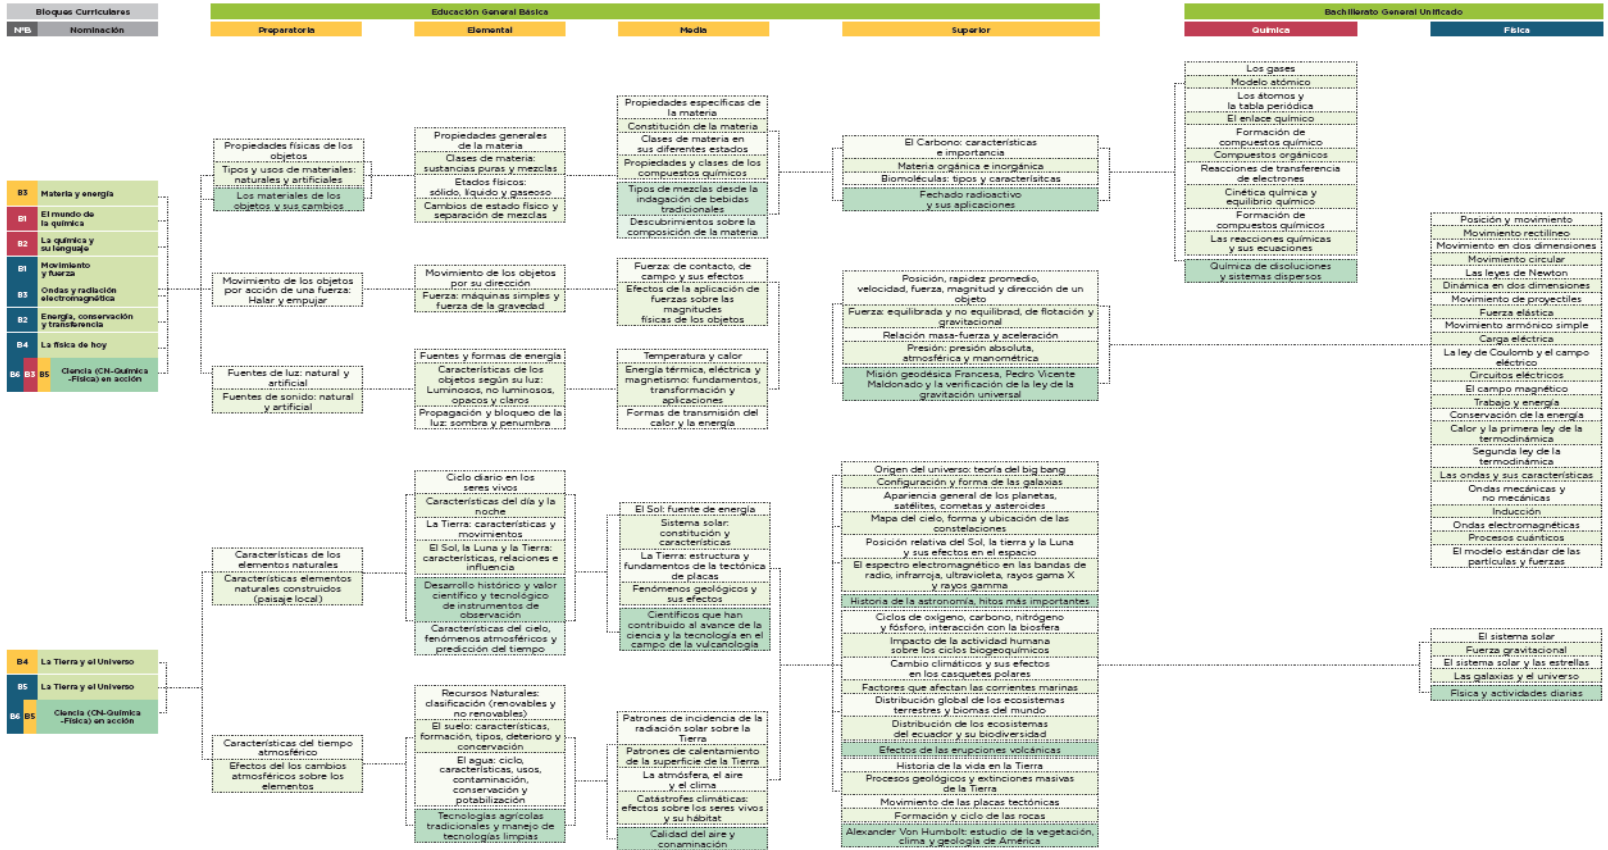 Bloques Curriculares
Educación General Básica
Bachillerato General Unificado
NºB
Nominación
Preparatoria
Elemental
Media
Superior
Química
Física
B3
Materia y energía
B1
El mundo de
la química
B2
La química y
su lenguaje
B1
Movimiento
y fuerza
B3
Ondas y radiación
electromagnética
B2
Energía, conservación
y transferencia
B4
La física de hoy
B6 B3 B5
Ciencia (CN-Química
-Física) en acción
Propiedades físicas de los
objetos
Tipos y usos de materiales:
naturales y artificiales
Los materiales de los
objetos y sus cambios
Movimiento de los objetos
por acción de una fuerza:
Halar y empujar
Fuentes de luz: natural y
artificial
Fuentes de sonido: natural
y artificial
Propiedades generales
de la materia
Clases de materia:
sustancias puras y mezclas
Etados físicos:
sólido, líquido y gaseoso
Cambios de estado físico y
separación de mezclas
Movimiento de los objetos
por su dirección
Fuerza: máquinas simples y
fuerza de la gravedad
Fuentes y formas de energía
Características de los
objetos según su luz:
Luminosos, no luminosos,
opacos y claros
Propagación y bloqueo de la
luz: sombra y penumbra
Propiedades específicas de
la materia
Constitución de la materia
Clases de materia en
sus diferentes estados
Propiedades y clases de los
compuestos químicos
Tipos de mezclas desde la
indagación de bebidas
tradicionales
Descubrimientos sobre la
composición de la materia
Fuerza: de contacto, de
campo y sus efectos
Efectos de la aplicación de
fuerzas sobre las
magnitudes
físicas de los objetos
Temperatura y calor
Energía térmica, eléctrica y
magnetismo: fundamentos,
transformación y
aplicaciones
Formas de transmisión del
calor y la energía
El Carbono: características
e importancia
Materia orgánica e inorgánica
Biomoléculas: tipos y caracterísitcas
Fechado radioactivo
y sus aplicaciones
Posición, rapidez promedio,
velocidad, fuerza, magnitud y dirección de un
objeto
Fuerza: equilibrada y no equilibrad, de flotación y
gravitacional
Relación masa-fuerza y aceleración
Presión: presión absoluta,
atmosférica y manométrica
Misión geodésica Francesa, Pedro Vicente
Maldonado y la verificación de la ley de la
gravitación universal
Los gases
Modelo atómico
Los átomos y
la tabla periódica
El enlace químico
Formación de
compuestos químico
Compuestos orgánicos
Reacciones de transferencia
de electrones
Cinética química y
equilibrio químico
Formación de
compuestos químicos
Las reacciones químicas
y sus ecuaciones
Química de disoluciones
y sistemas dispersos
Posición y movimiento
Movimiento rectilíneo
Movimiento en dos dimensiones
Movimiento circular
Las leyes de Newton
Dinámica en dos dimensiones
Movimiento de proyectiles
Fuerza elástica
Movimiento armónico simple
Carga eléctrica
La ley de Coulomb y el campo
eléctrico
Circuitos eléctricos
El campo magnético
Trabajo y energía
Conservación de la energía
Calor y la primera ley de la
termodinámica
Segunda ley de la
termodinámica
Las ondas y sus características
Ondas mecánicas y
no mecánicas
Inducción
Ondas electromagnéticas
Procesos cuánticos
El modelo estándar de las
partículas y fuerzas
B4
La Tierra y el Universo
B5
La Tierra y el Universo
B6 B5
Ciencia (CN-Química
-Física) en acción
Características de los
elementos naturales
Características elementos
naturales construidos
(paisaje local)
Características del tiempo
atmosférico
Efectos del los cambios
atmosféricos sobre los
elementos
Ciclo diario en los
seres vivos
Características del día y la
noche
La Tierra: características y
movimientos
El Sol, la Luna y la Tierra:
características, relaciones e
influencia
Desarrollo histórico y valor
científico y tecnológico
de instrumentos de
observación
Características del cielo,
fenómenos atmosféricos y
predicción del tiempo
Recursos Naturales:
clasificación (renovables y
no renovables)
El suelo: características,
formación, tipos, deterioro y
concervación
El agua: ciclo,
características, usos,
contaminación,
conservación y
potabilización
Tecnologías agrícolas
tradicionales y manejo de
tecnologías limpias
El Sol: fuente de energía
Sistema solar:
constitución y
características
La Tierra: estructura y
fundamentos de la tectónica
de placas
Fenómenos geológicos y
sus efectos
Científicos que han
contribuido al avance de la
ciencia y la tecnología en el
campo de la vulcanología
Patrones de incidencia de la
radiación solar sobre la
Tierra
Patrones de calentamiento
de la superficie de la Tierra
La atmósfera, el aire
y el clima
Catástrofes climáticas:
efectos sobre los seres vivos
y su hábitat
Calidad del aire y
conaminación
Origen del universo: teoría del big bang
Configuración y forma de las galaxias
Apariencia general de los planetas,
satélites, cometas y asteroides
Mapa del cielo, forma y ubicación de las
constelaciones
Posición relativa del Sol, la tierra y la Luna
y sus efectos en el espacio
El espectro electromagnético en las bandas de
radio, infrarroja, ultravioleta, rayos gama X
y rayos gamma
Historia de la astronomía, hitos más importantes
Ciclos de oxígeno, carbono, nitrógeno
y fósforo, interacción con la biosfera
Impacto de la actividad humana
sobre los ciclos biogeoquímicos
Cambio climáticos y sus efectos
en los casquetes polares
Factores que afectan las corrientes marinas
Distribución global de los ecosistemas
terrestres y biomas del mundo
Distribución de los ecosistemas
del ecuador y su biodiversidad
Efectos de las erupciones volcánicas
Historia de la vida en la Tierra
Procesos geológicos y extinciones masivas
de la Tierra
Movimiento de las placas tectónicas
Formación y ciclo de las rocas
Alexander Von Humbolt: estudio de la vegetación,
clima y geología de América
El sistema solar
Fuerza gravitacional
El sistema solar y las estrellas
Las galaxias y el universo
Física y actividades diarias